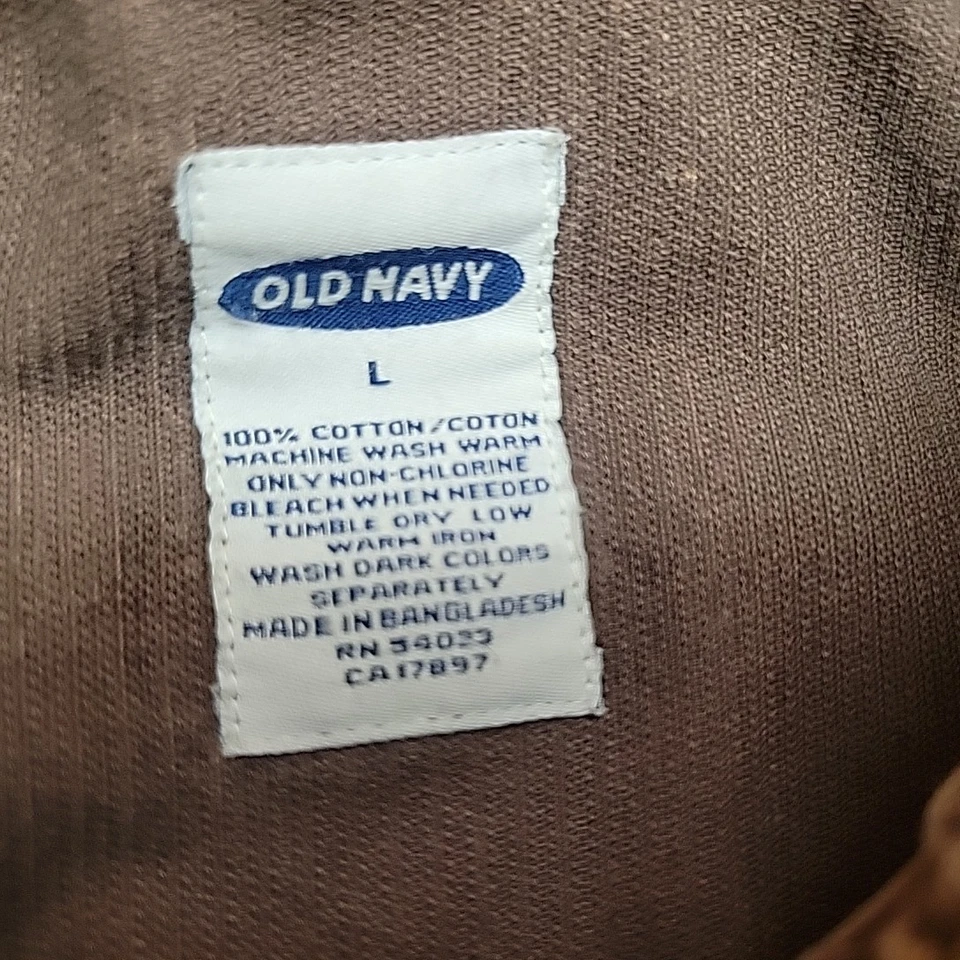 OLD NAVY
L
100% COTTON/COTON
MACHINE WASH WARM
ONLY NON-CHLORINE
BLEACH WHEN NEEDED
TUMBLE DRY LOW
WARM IRON
WASH DARK COLORS
SEPARATELY
MADE IN BANGLADESH
RN 54023
CA17897